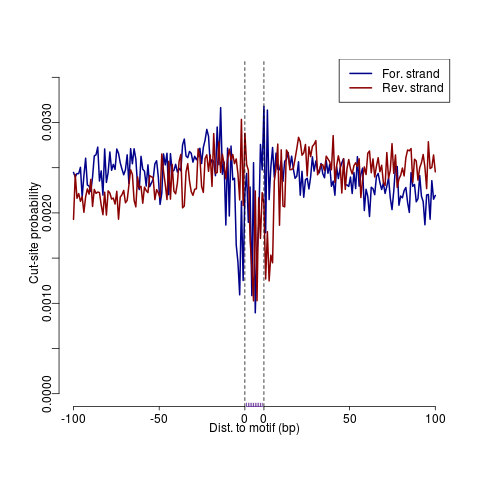 For. strand
Rev. strand
Cut-site probability
0.0000
0.0010
0.0020
0.0030
-100
-50
0
0
50
100
Dist. to motif (bp)